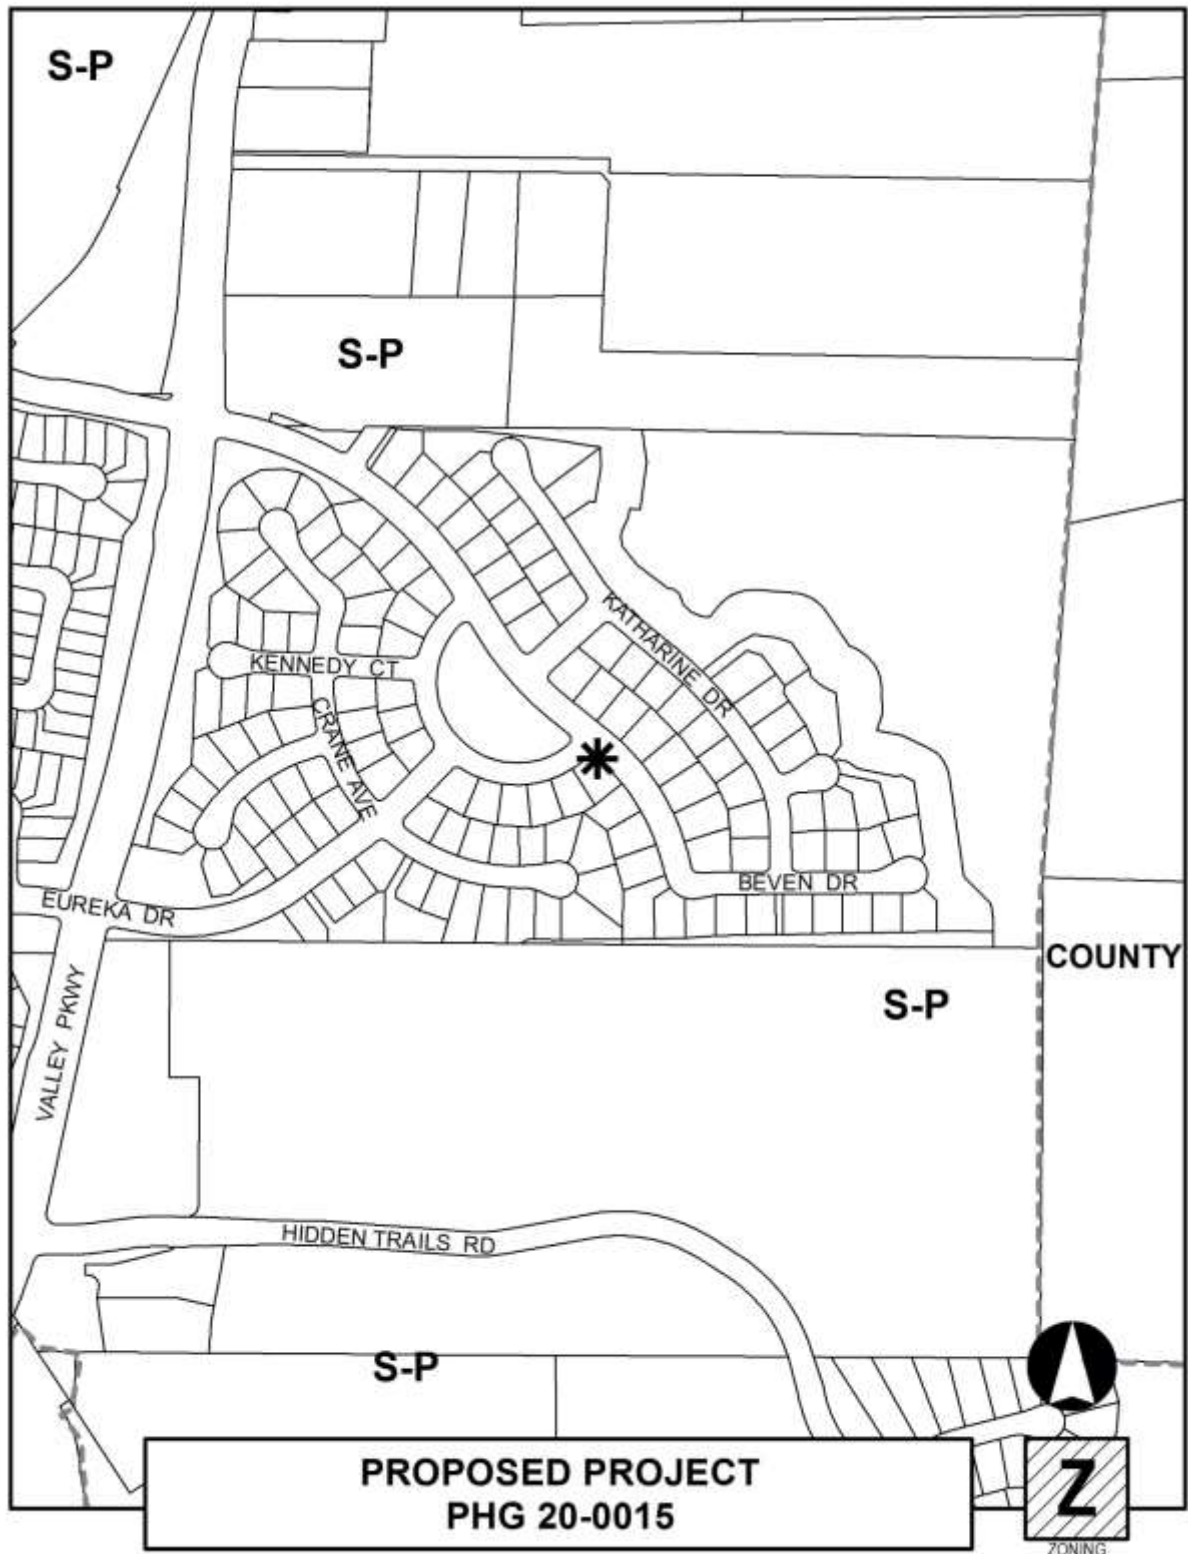 S-P
S-P
KATHARINE DR
KENNEDY CT
CRANE AVE
BEVEN DR
EUREKA DR
COUNTY
S-P
VALLEY PKWY
HIDDEN TRAILS RD
S-P
PROPOSED PROJECT
PHG 20-0015
Z
ZONING